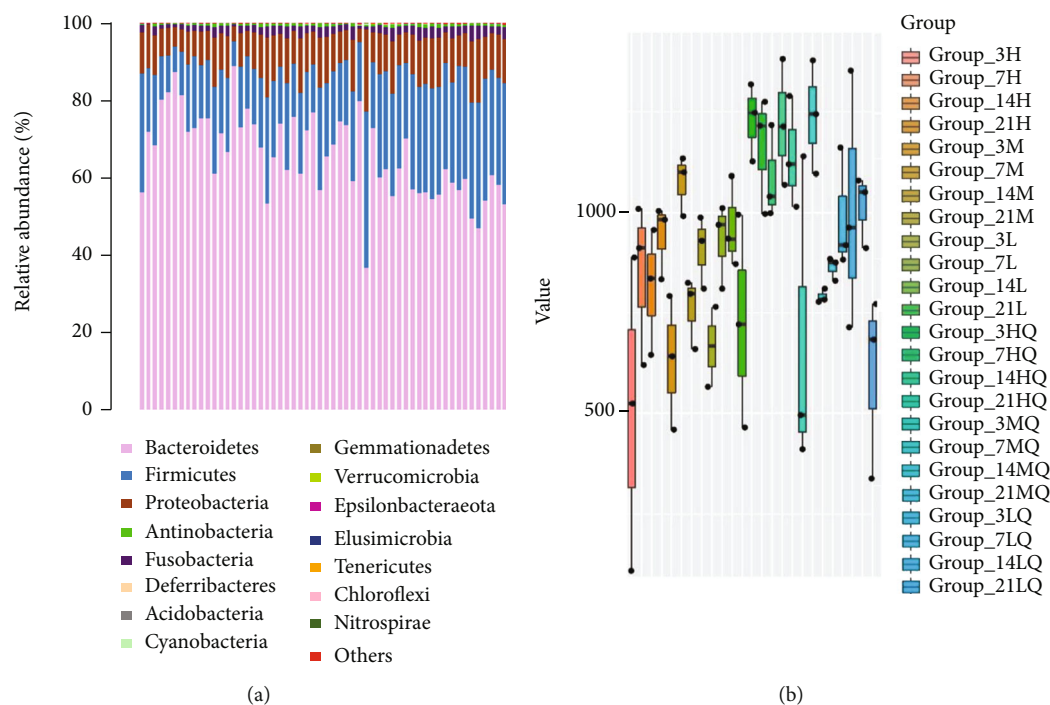 100
80
60
40
20
0
Relative abundance (%)
Bacteroidetes
Firmicutes
Proteobacteria
Antinobacteria
Fusobacteria
Deferribacteres
Acidobacteria
Cyanobacteria
Gemmationadetes
Verrucomicrobia
Epsilonbacteraeota
Elusimicrobia
Tenericutes
Chloroflexi
Nitrospirae
Others
(a)
1000
500
Value
Group
Group_3H
Group_7H
Group_14H
Group_21H
Group_3M
Group_7M
Group_14M
Group_21M
Group_3L
Group_7L
Group_14L
Group_21L
Group_3HQ
Group_7HQ
Group_14HQ
Group_21HQ
Group_3MQ
Group_7MQ
Group_14MQ
Group_21MQ
Group_3LQ
Group_7LQ
Group_14LQ
Group_21LQ
(b)